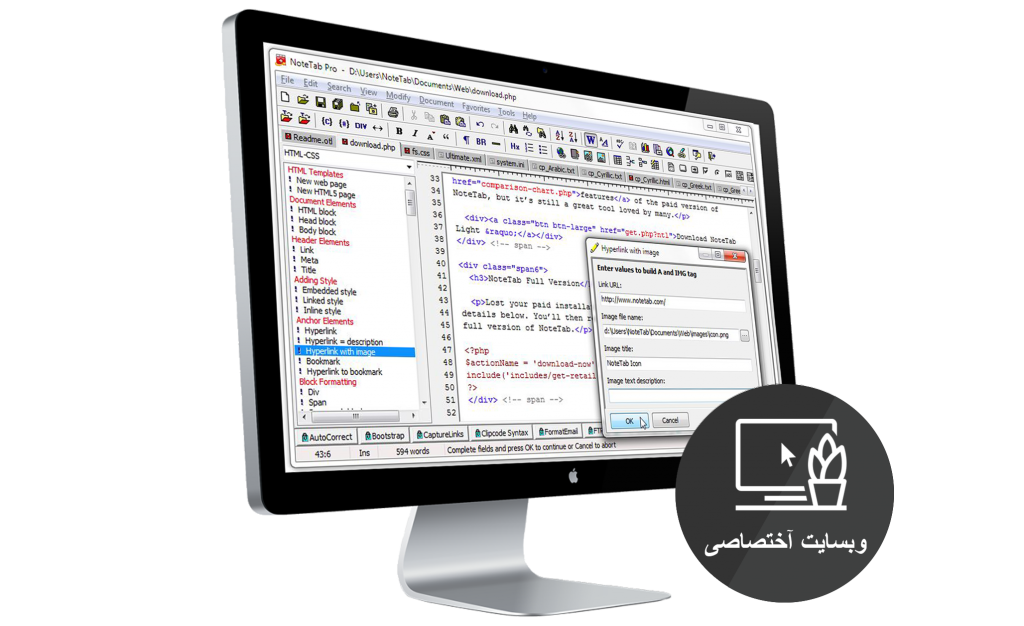 NoteTab Pro - D:\Users\NoteTab\Documents\Web\download.php
File Edit Search View Modify Document Favorites Tools Help
{c} {#} DIV ↔ B I A " ¶ BR — Hx
Readme.otl download.php fs.css Ultimate.xml system.ini cp_Arabic.txt cp_Cyrillic.txt cp_Cyrillic.html cp_Greek.txt cp_Gree
HTML-CSS
HTML Templates
! New web page
! New HTML5 page
Document Elements
! HTML block
! Head block
! Body block
Header Elements
! Link
! Meta
! Title
Adding Style
! Embedded style
! Linked style
! Inline style
Anchor Elements
! Hyperlink
! Hyperlink = description
! Hyperlink with image
! Bookmark
! Hyperlink to bookmark
Block Formatting
! Div
! Span
33
34
35
36
37
38
39
40
41
42
43
44
45
46
47
48
49
50
51
52
href="comparison-chart.php">features</a> of the paid version of
NoteTab, but it's still a great tool loved by many.</p>
<div><a class="btn btn-large" href="get.php?ntl">Download NoteTab
Light &raquo;</a></div>
</div> <!-- span -->
<div class="span6">
<h3>NoteTab Full Version</
<p>Lost your paid installa
details below. You'll then r
full version of NoteTab.</p>
<?php
$actionName = 'download-now'
include('includes/get-retail
?>
</div> <!-- span -->
Hyperlink with image
Enter values to build A and IMG tag
Link URL:
http://www.notetab.com/
Image file name:
d:\Users\NoteTab\Documents\Web\images\icon.png
...
Image title:
NoteTab Icon
Image text description:
OK Cancel
AutoCorrect Bootstrap CaptureLinks Clipcode Syntax FormatEmail FTP
43:6 Ins 594 words Complete fields and press OK to continue or Cancel to abort
وبسایت آختصاصی